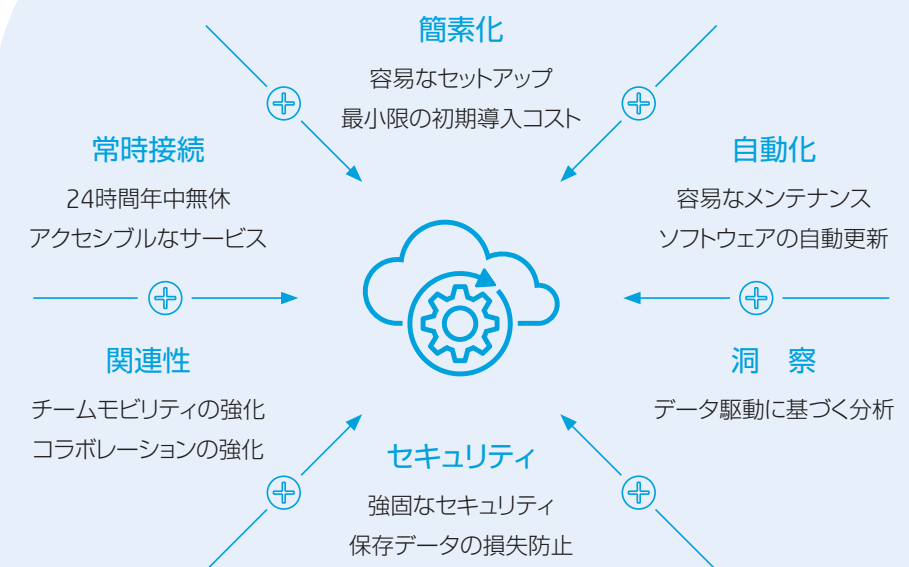 簡素化
容易なセットアップ
最小限の初期導入コスト
常時接続
24時間年中無休
アクセシブルなサービス
自動化
容易なメンテナンス
ソフトウェアの自動更新
関連性
チームモビリティの強化
コラボレーションの強化
洞　察
データ駆動に基づく分析
セキュリティ
強固なセキュリティ
保存データの損失防止